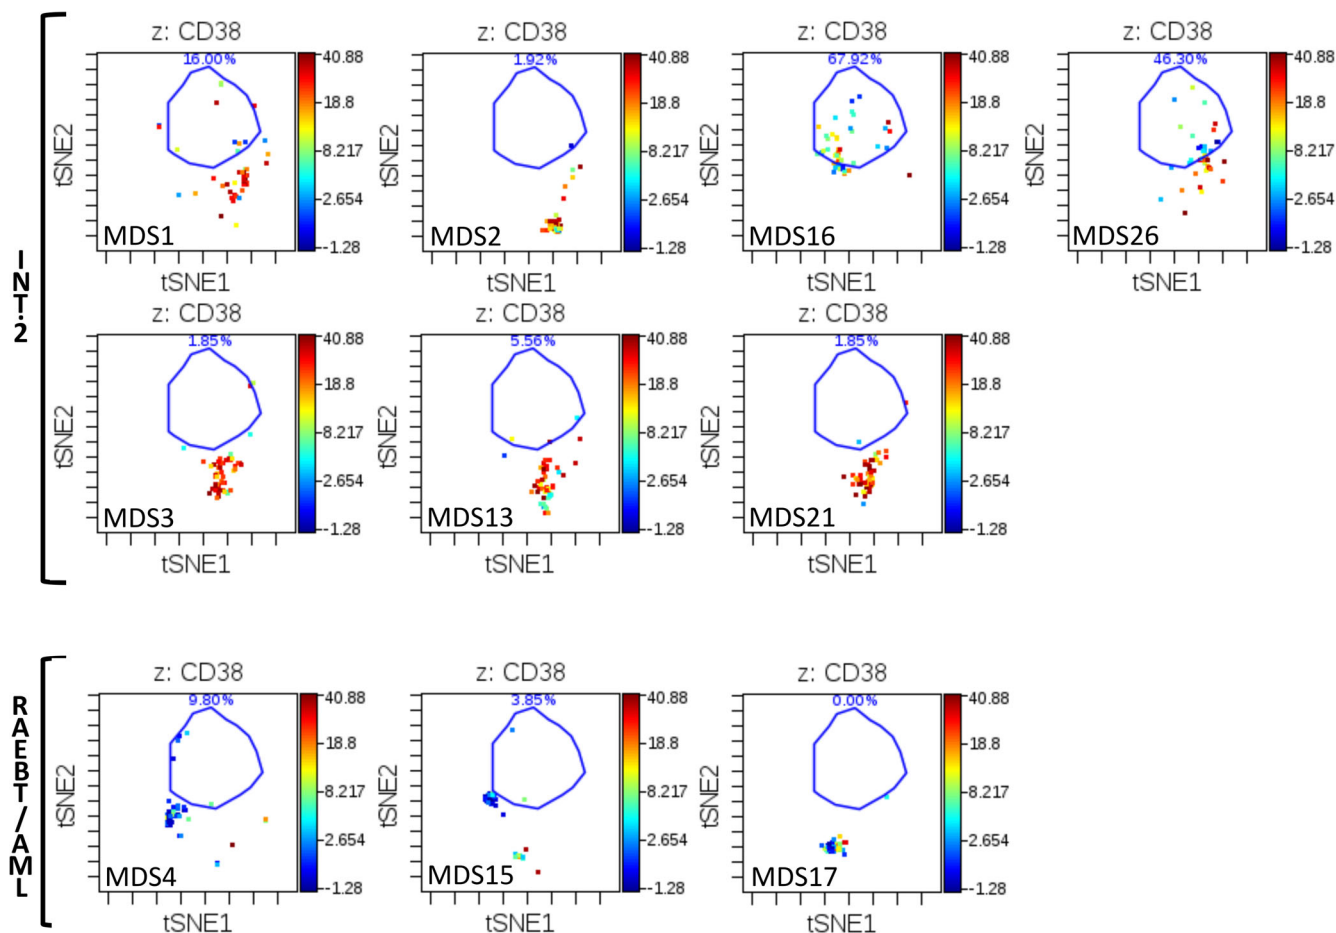 INT.2
z: CD38
16.00%
40.88
18.8
8.217
2.654
-1.28
tSNE2
MDS1
tSNE1
z: CD38
1.92%
40.88
18.8
8.217
2.654
-1.28
tSNE2
MDS2
tSNE1
z: CD38
67.92%
40.88
18.8
8.217
2.654
-1.28
tSNE2
MDS16
tSNE1
z: CD38
46.30%
40.88
18.8
8.217
2.654
-1.28
tSNE2
MDS26
tSNE1
z: CD38
1.85%
40.88
18.8
8.217
2.654
-1.28
tSNE2
MDS3
tSNE1
z: CD38
5.56%
40.88
18.8
8.217
2.654
-1.28
tSNE2
MDS13
tSNE1
z: CD38
1.85%
40.88
18.8
8.217
2.654
-1.28
tSNE2
MDS21
tSNE1
RAEBT/AML
z: CD38
9.80%
40.88
18.8
8.217
2.654
-1.28
tSNE2
MDS4
tSNE1
z: CD38
3.85%
40.88
18.8
8.217
2.654
-1.28
tSNE2
MDS15
tSNE1
z: CD38
0.00%
40.88
18.8
8.217
2.654
-1.28
tSNE2
MDS17
tSNE1